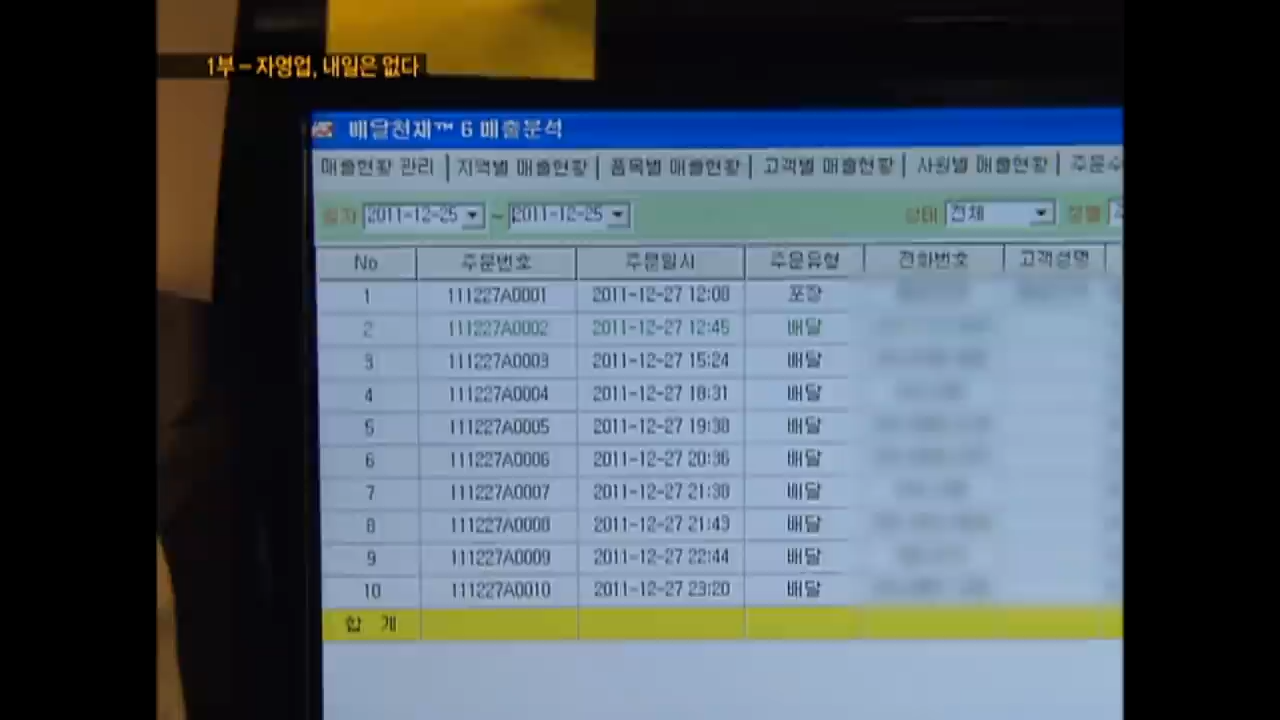 1부-자영업, 내일은 없다
배달천재™ 6 매출분석
매출현황 관리 지역별 매출현황 품목별 매출현황 고객별 매출현황 사원별 매출현황 주문
일자 2011-12-25 ~ 2011-12-25 상태 전체
No 주문번호 주문일시 주문유형 전화번호 고객성명
1 111227A0001 2011-12-27 12:08 포장
2 111227A0002 2011-12-27 12:45 배달
3 111227A0003 2011-12-27 15:24 배달
4 111227A0004 2011-12-27 18:31 배달
5 111227A0005 2011-12-27 19:38 배달
6 111227A0006 2011-12-27 20:36 배달
7 111227A0007 2011-12-27 21:38 배달
8 111227A0008 2011-12-27 21:43 배달
9 111227A0009 2011-12-27 22:44 배달
10 111227A0010 2011-12-27 23:20 배달
합 계